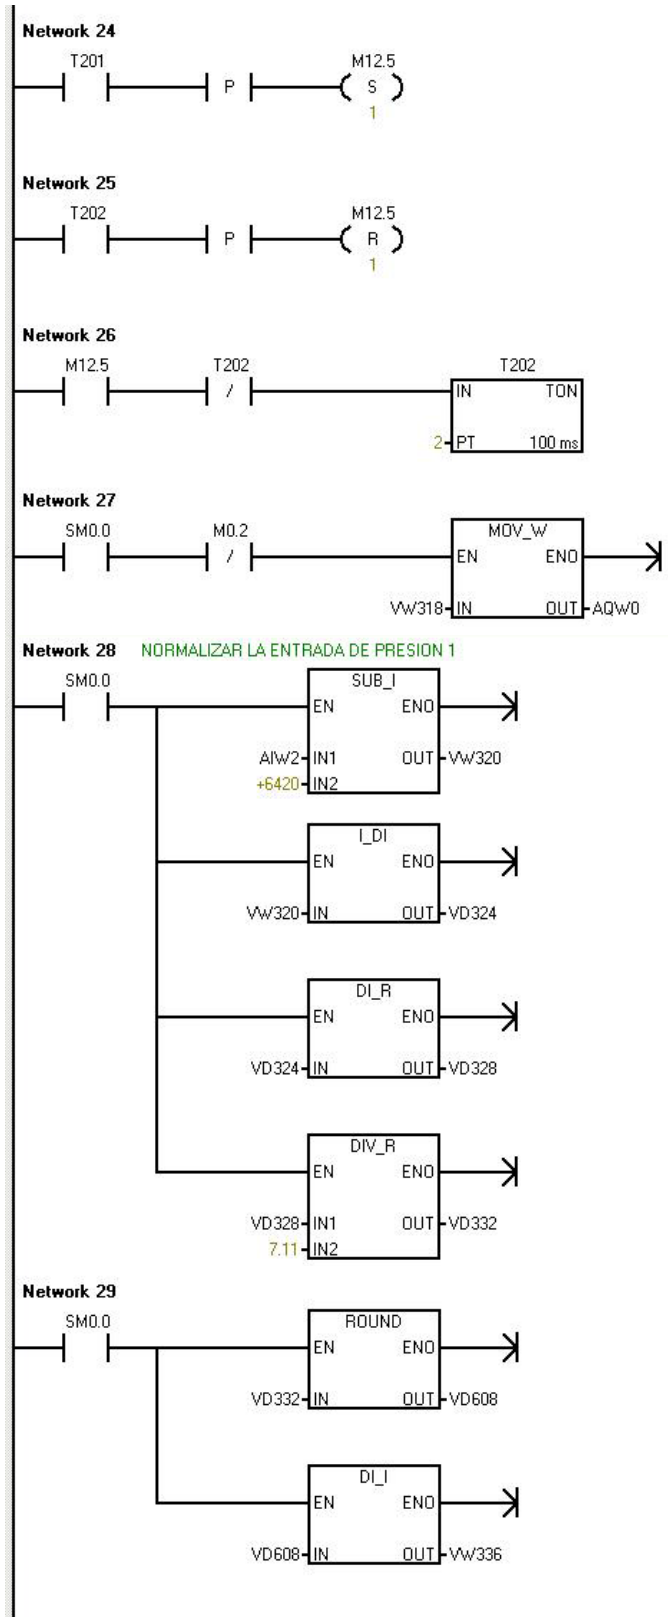 Network 24
T201
M12.5
P
S
1
Network 25
T202
M12.5
P
R
1
Network 26
M12.5
T202
T202
/
IN TON
2 PT 100 ms
Network 27
SM0.0
M0.2
MOV_W
/
EN ENO
VW318 IN OUT AQW0
Network 28 NORMALIZAR LA ENTRADA DE PRESION 1
SM0.0
SUB_I
EN ENO
AIW2 IN1 OUT VW320
+6420 IN2
I_DI
EN ENO
VW320 IN OUT VD324
DI_R
EN ENO
VD324 IN OUT VD328
DIV_R
EN ENO
VD328 IN1 OUT VD332
7.11 IN2
Network 29
SM0.0
ROUND
EN ENO
VD332 IN OUT VD608
DI_I
EN ENO
VD608 IN OUT VW336